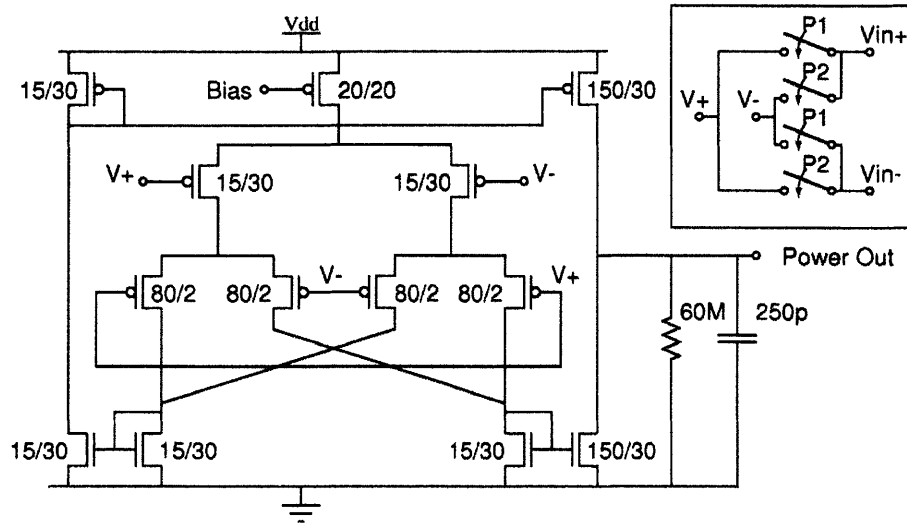 Vdd
15/30
Bias
20/20
150/30
V+
15/30
15/30
V-
80/2
80/2
V-
80/2
80/2
V+
15/30
15/30
15/30
150/30
Power Out
60M
250p
P1
Vin+
P2
V+
V-
P1
P2
Vin-